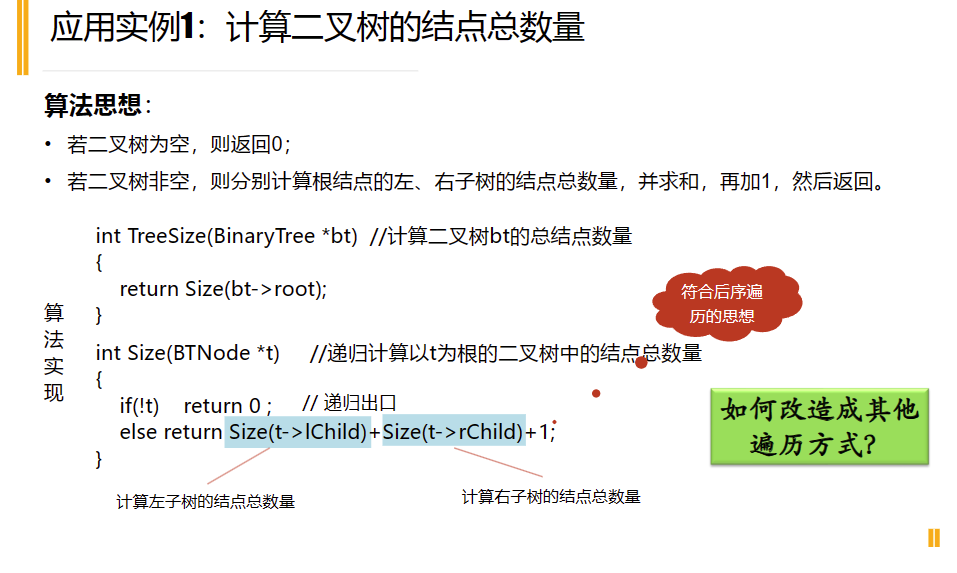 应用实例1：计算二叉树的结点总数量
算法思想：
• 若二叉树为空，则返回0；
• 若二叉树非空，则分别计算根结点的左、右子树的结点总数量，并求和，再加1，然后返回。
int TreeSize(BinaryTree *bt) //计算二叉树bt的总结点数量
{
return Size(bt->root);
}
符合后序遍
历的思想
算
法
实
现
int Size(BTNode *t) //递归计算以t为根的二叉树中的结点总数量
{
if(!t) return 0 ; // 递归出口
else return Size(t->lChild)+Size(t->rChild)+1;
}
如何改造成其他
遍历方式？
计算左子树的结点总数量
计算右子树的结点总数量